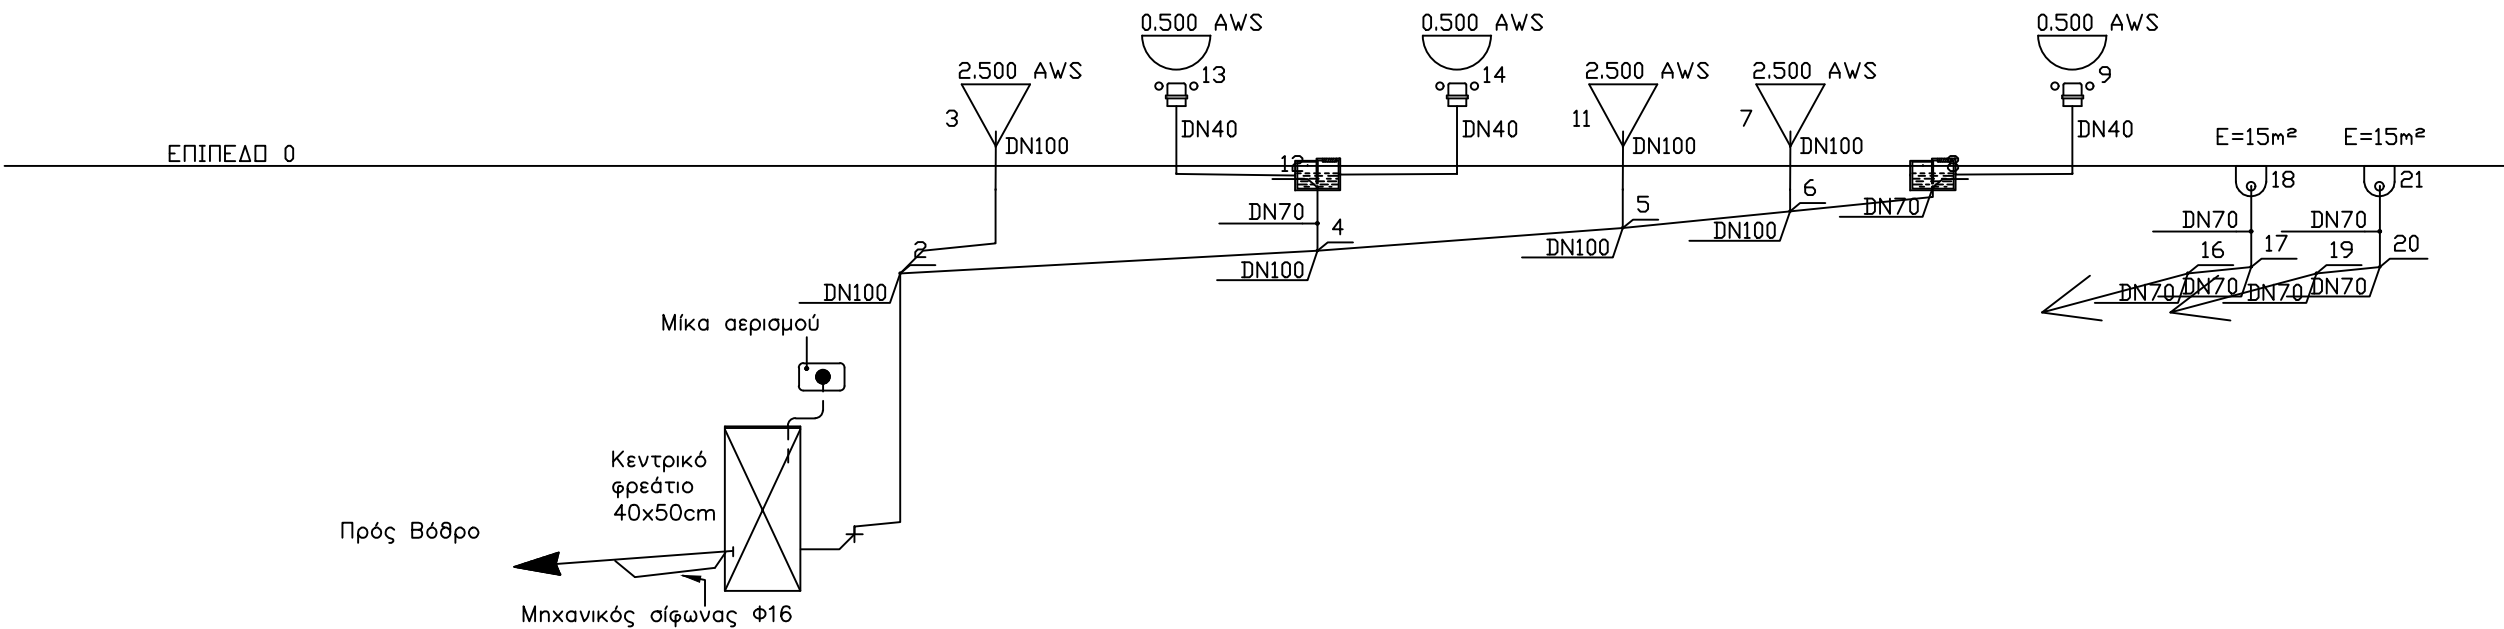 0.500 AWS
0.500 AWS
0.500 AWS
2.500 AWS
13
14
2.500 AWS
2.500 AWS
9
3
DN40
DN40
11
7
DN40
ΕΠΙΠΕΔΟ 0
DN100
DN100
DN100
E=15m²
E=15m²
12
8
18
21
6
DN70
5
DN70
DN70
DN70
4
DN100
2
DN100
16
17
19
20
DN100
DN100
DN70
DN70
DN70
DN70
Μίκα αερισμού
Κεντρικό
φρεάτιο
40x50cm
Πρός Βόθρο
Μηχανικός σίφωνας Φ16